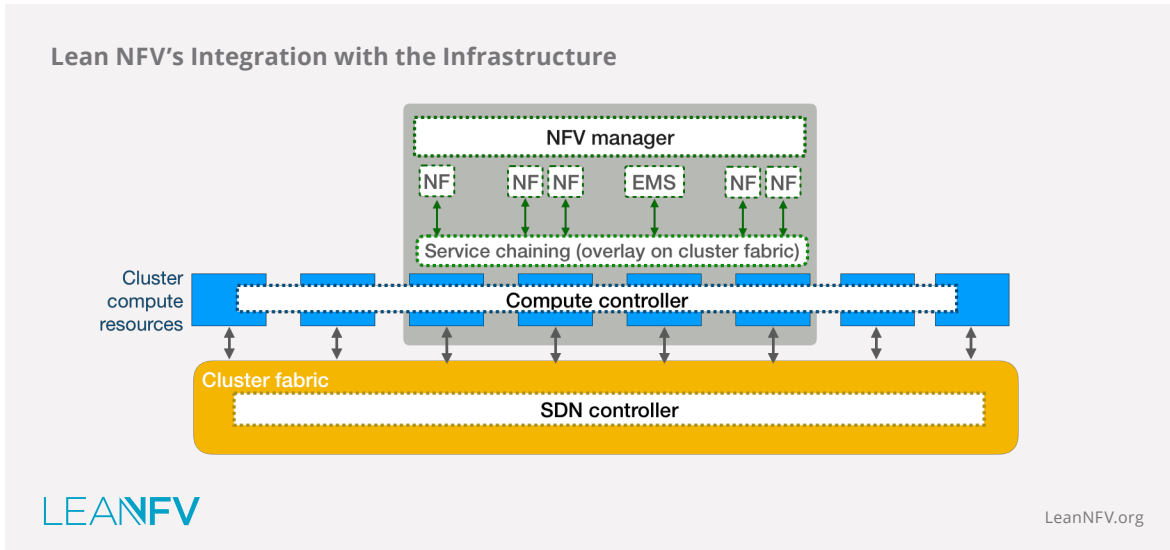 Lean NFV's Integration with the Infrastructure
NFV manager
NF NF NF EMS NF NF
Service chaining (overlay on cluster fabric)
Cluster
compute
resources
Compute controller
Cluster fabric
SDN controller
LEANNFV
LeanNFV.org